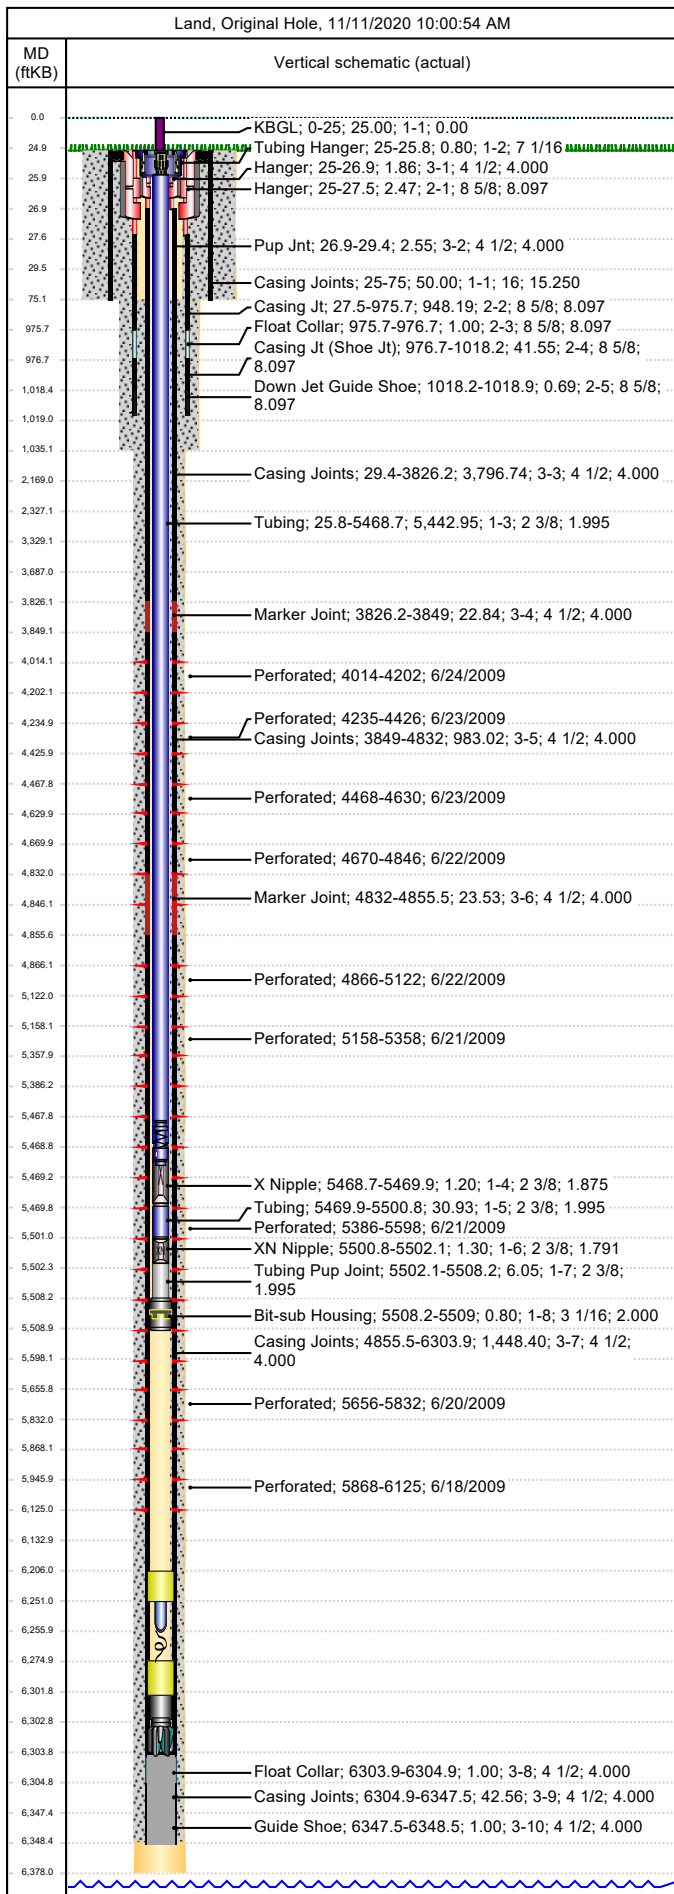 Land, Original Hole, 11/11/2020 10:00:54 AM
MD
(ftKB)
Vertical schematic (actual)
0.0
KBGL; 0-25; 25.00; 1-1; 0.00
24.9
Tubing Hanger; 25-25.8; 0.80; 1-2; 7 1/16
Hanger; 25-26.9; 1.86; 3-1; 4 1/2; 4.000
25.9
Hanger; 25-27.5; 2.47; 2-1; 8 5/8; 8.097
26.9
27.6
Pup Jnt; 26.9-29.4; 2.55; 3-2; 4 1/2; 4.000
29.5
Casing Joints; 25-75; 50.00; 1-1; 16; 15.250
75.1
Casing Jt; 27.5-975.7; 948.19; 2-2; 8 5/8; 8.097
975.7
Float Collar; 975.7-976.7; 1.00; 2-3; 8 5/8; 8.097
976.7
Casing Jt (Shoe Jt); 976.7-1018.2; 41.55; 2-4; 8 5/8;
8.097
1,018.4
Down Jet Guide Shoe; 1018.2-1018.9; 0.69; 2-5; 8 5/8;
8.097
1,019.0
1,035.1
2,169.0
Casing Joints; 29.4-3826.2; 3,796.74; 3-3; 4 1/2; 4.000
2,327.1
Tubing; 25.8-5468.7; 5,442.95; 1-3; 2 3/8; 1.995
3,329.1
3,687.0
3,826.1
Marker Joint; 3826.2-3849; 22.84; 3-4; 4 1/2; 4.000
3,849.1
4,014.1
Perforated; 4014-4202; 6/24/2009
4,202.1
4,234.9
Perforated; 4235-4426; 6/23/2009
Casing Joints; 3849-4832; 983.02; 3-5; 4 1/2; 4.000
4,425.9
4,467.8
Perforated; 4468-4630; 6/23/2009
4,629.9
4,669.9
Perforated; 4670-4846; 6/22/2009
4,832.0
Marker Joint; 4832-4855.5; 23.53; 3-6; 4 1/2; 4.000
4,846.1
4,855.6
4,866.1
Perforated; 4866-5122; 6/22/2009
5,122.0
5,158.1
Perforated; 5158-5358; 6/21/2009
5,357.9
5,386.2
5,467.8
5,468.8
5,469.2
X Nipple; 5468.7-5469.9; 1.20; 1-4; 2 3/8; 1.875
5,469.8
Tubing; 5469.9-5500.8; 30.93; 1-5; 2 3/8; 1.995
Perforated; 5386-5598; 6/21/2009
5,501.0
XN Nipple; 5500.8-5502.1; 1.30; 1-6; 2 3/8; 1.791
5,502.3
Tubing Pup Joint; 5502.1-5508.2; 6.05; 1-7; 2 3/8;
1.995
5,508.2
Bit-sub Housing; 5508.2-5509; 0.80; 1-8; 3 1/16; 2.000
5,508.9
Casing Joints; 4855.5-6303.9; 1,448.40; 3-7; 4 1/2;
4.000
5,598.1
5,655.8
Perforated; 5656-5832; 6/20/2009
5,832.0
5,868.1
5,945.9
Perforated; 5868-6125; 6/18/2009
6,125.0
6,132.9
6,206.0
6,251.0
6,255.9
6,274.9
6,301.8
6,302.8
6,303.8
Float Collar; 6303.9-6304.9; 1.00; 3-8; 4 1/2; 4.000
6,304.8
Casing Joints; 6304.9-6347.5; 42.56; 3-9; 4 1/2; 4.000
6,347.4
Guide Shoe; 6347.5-6348.5; 1.00; 3-10; 4 1/2; 4.000
6,348.4
6,378.0